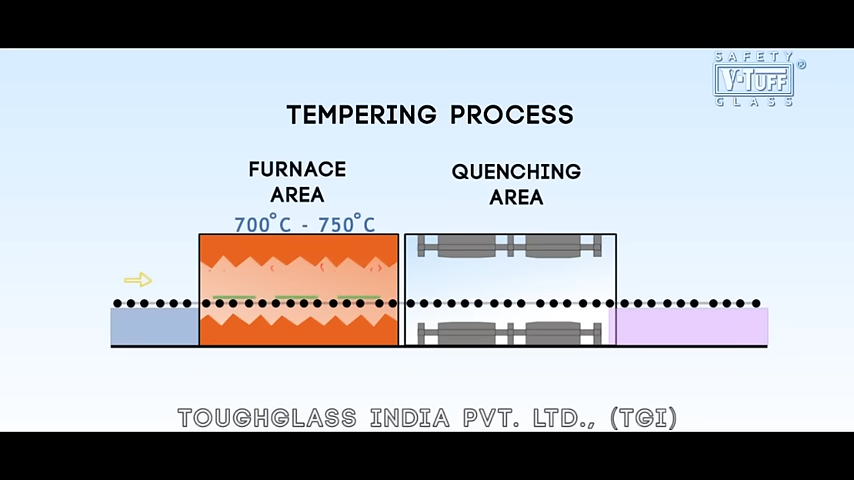 SAFETY
V-TUFF ®
GLASS
TEMPERING PROCESS
FURNACE
AREA
700°C - 750°C
QUENCHING
AREA
TOUGHGLASS INDIA PVT. LTD., (TGI)